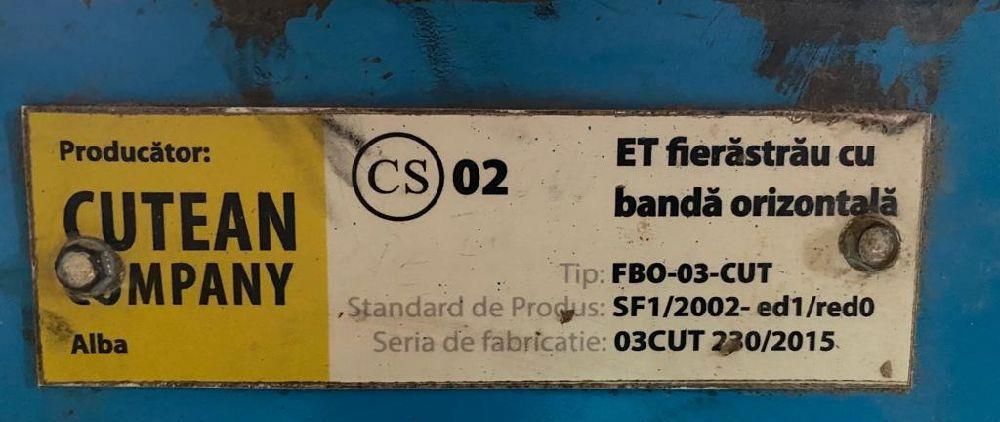 Producător:
CUTEAN
COMPANY
Alba
CS 02
ET fierăstrău cu
bandă orizontală
Tip: FBO-03-CUT
Standard de Produs: SF1/2002- ed1/red0
Seria de fabricatie: 03CUT 230/2015